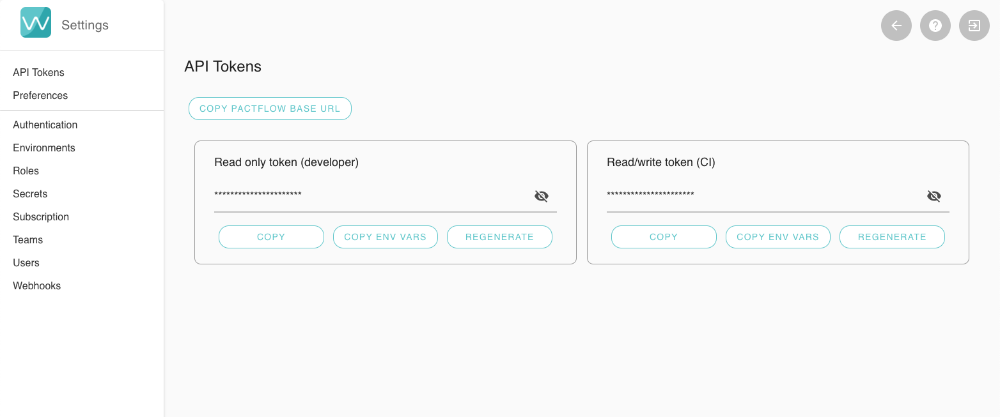 Settings
API Tokens
Preferences
Authentication
Environments
Roles
Secrets
Subscription
Teams
Users
Webhooks
API Tokens
COPY PACTFLOW BASE URL
Read only token (developer)
**********************
COPY COPY ENV VARS REGENERATE
Read/write token (CI)
**********************
COPY COPY ENV VARS REGENERATE